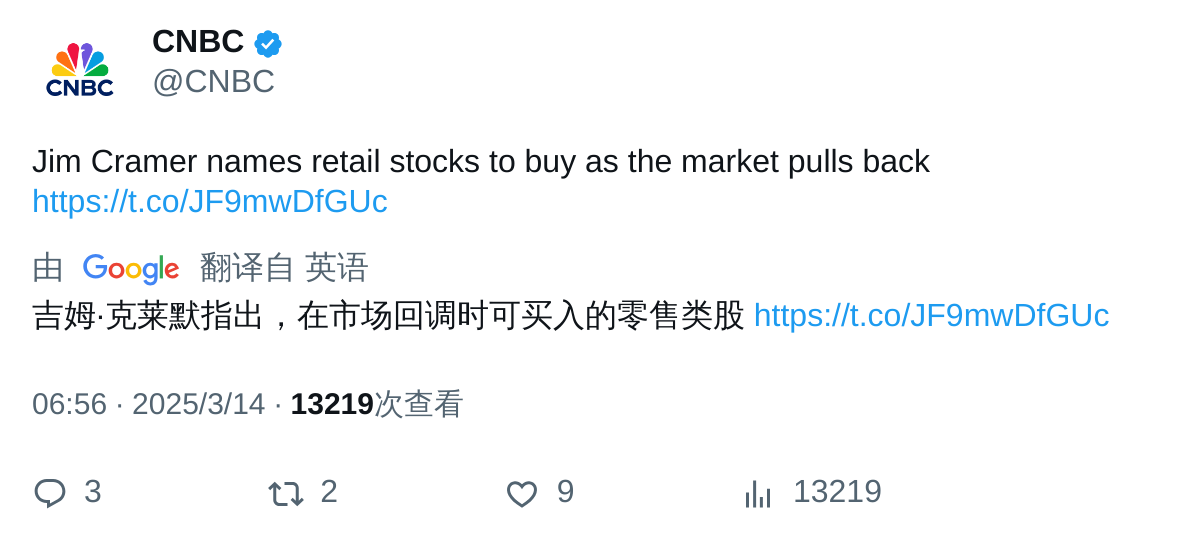 CNBC
CNBC
@CNBC
Jim Cramer names retail stocks to buy as the market pulls back
https://t.co/JF9mwDfGUc
由 Google 翻译自 英语
吉姆·克莱默指出，在市场回调时可买入的零售类股 https://t.co/JF9mwDfGUc
06:56 · 2025/3/14 · 13219次查看
3 2 9 13219